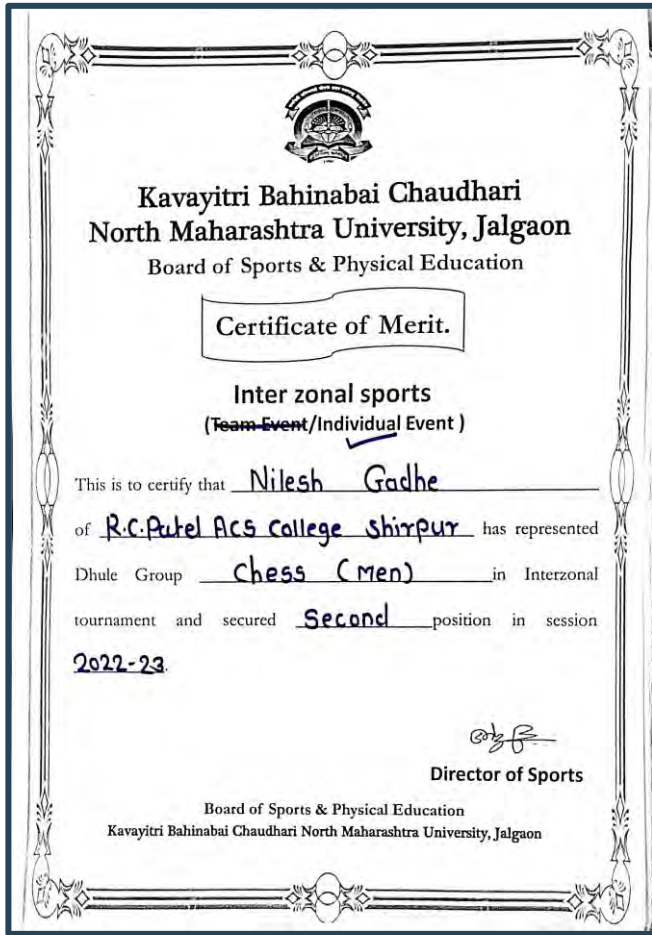 Kavayitri Bahinabai Chaudhari
North Maharashtra University, Jalgaon
Board of Sports & Physical Education
Certificate of Merit.
Inter zonal sports
(Team Event/Individual Event )
This is to certify that Nilesh Gadhe
of R.C.Patel ACS College Shirpur has represented
Dhule Group Chess (Men) in Interzonal
tournament and secured Second position in session
2022-23.
Director of Sports
Board of Sports & Physical Education
Kavayitri Bahinabai Chaudhari North Maharashtra University, Jalgaon